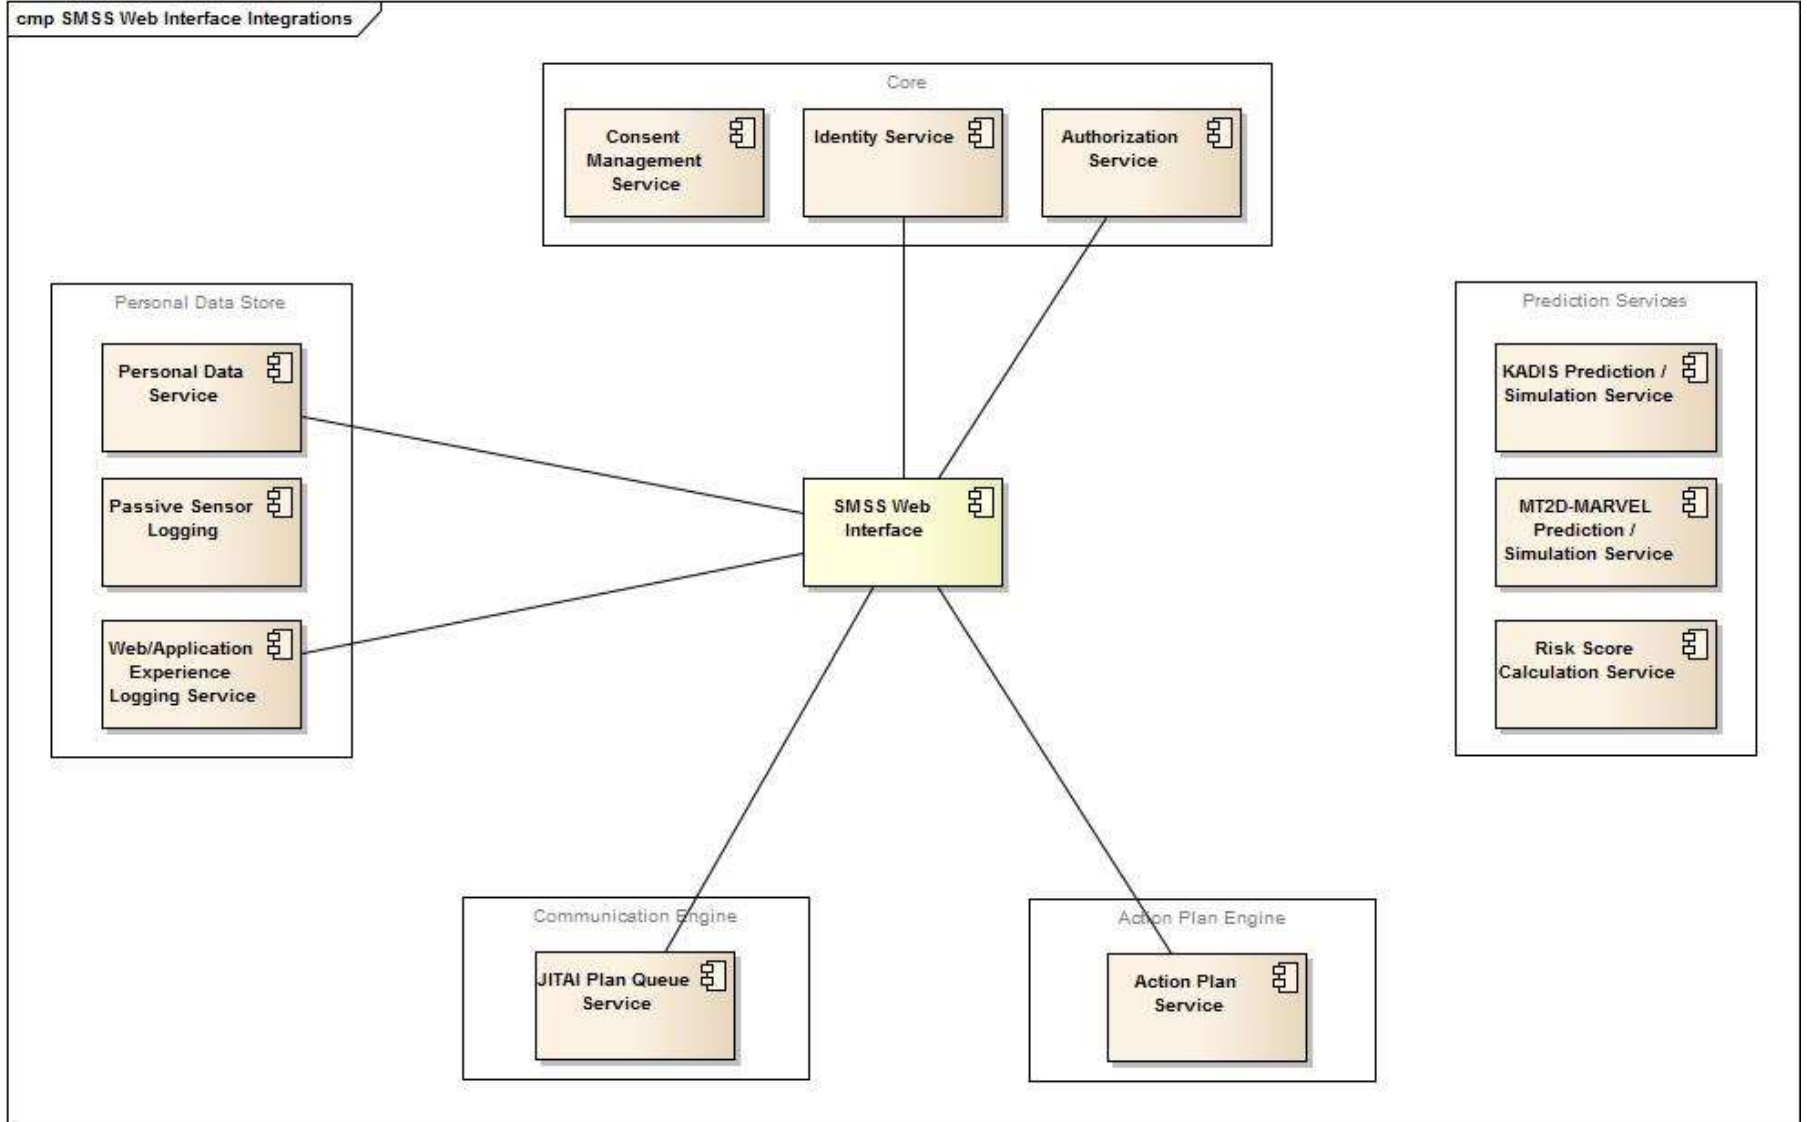 cmp SMSS Web Interface Integrations
Core
Consent
Management
Service
Identity Service
Authorization
Service
Personal Data Store
Personal Data
Service
Passive Sensor
Logging
Web/Application
Experience
Logging Service
SMSS Web
Interface
Prediction Services
KADIS Prediction /
Simulation Service
MT2D-MARVEL
Prediction /
Simulation Service
Risk Score
Calculation Service
Communication Engine
JITAI Plan Queue
Service
Action Plan Engine
Action Plan
Service